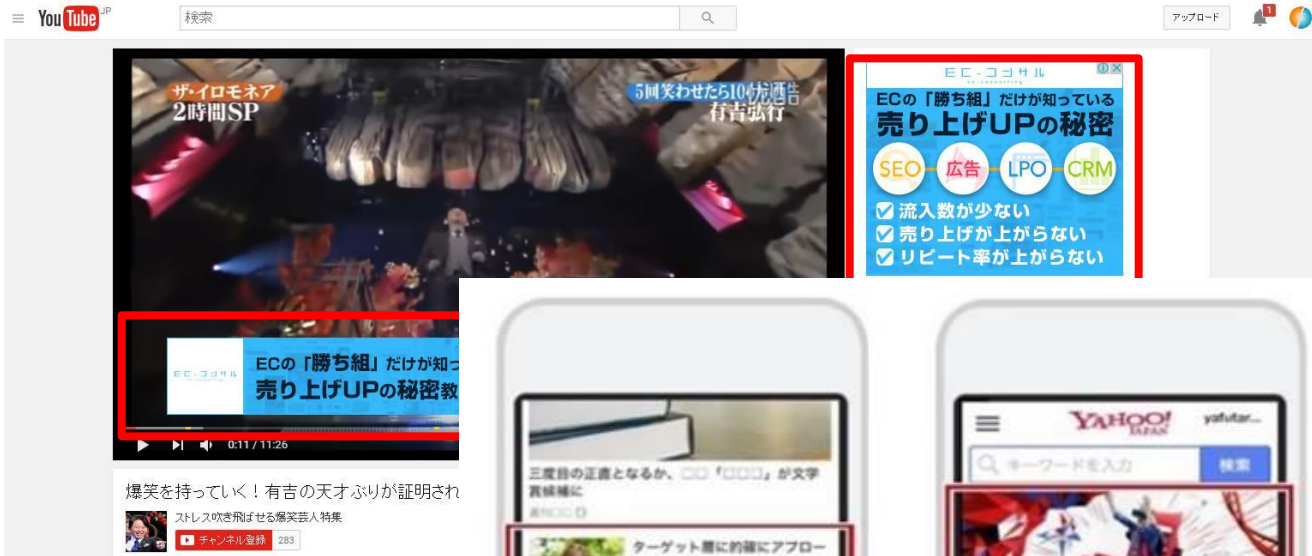 YouTube JP
検索
アップロード
1
ザ・イロモネア
2時間SP
5回笑わせたら10
有吉弘行
EC-コンサル
ECの「勝ち組」だけが知っている
売り上げUPの秘密
SEO 広告 LPO CRM
流入数が少ない
売り上げが上がらない
リピート率が上がらない
EC-コンサル
ECの「勝ち組」だけが知っ
売り上げUPの秘密教
0:11 / 11:26
爆笑を持っていく！有吉の天才ぶりが証明され
ストレス吹き飛ばせる爆笑芸人特集
チャンネル登録 283
三度目の正直となるか、□□「□□□」が文学
賞候補に
ターゲット層に的確にアプロー
YAHOO! JAPAN yafutar...
キーワードを入力 検索